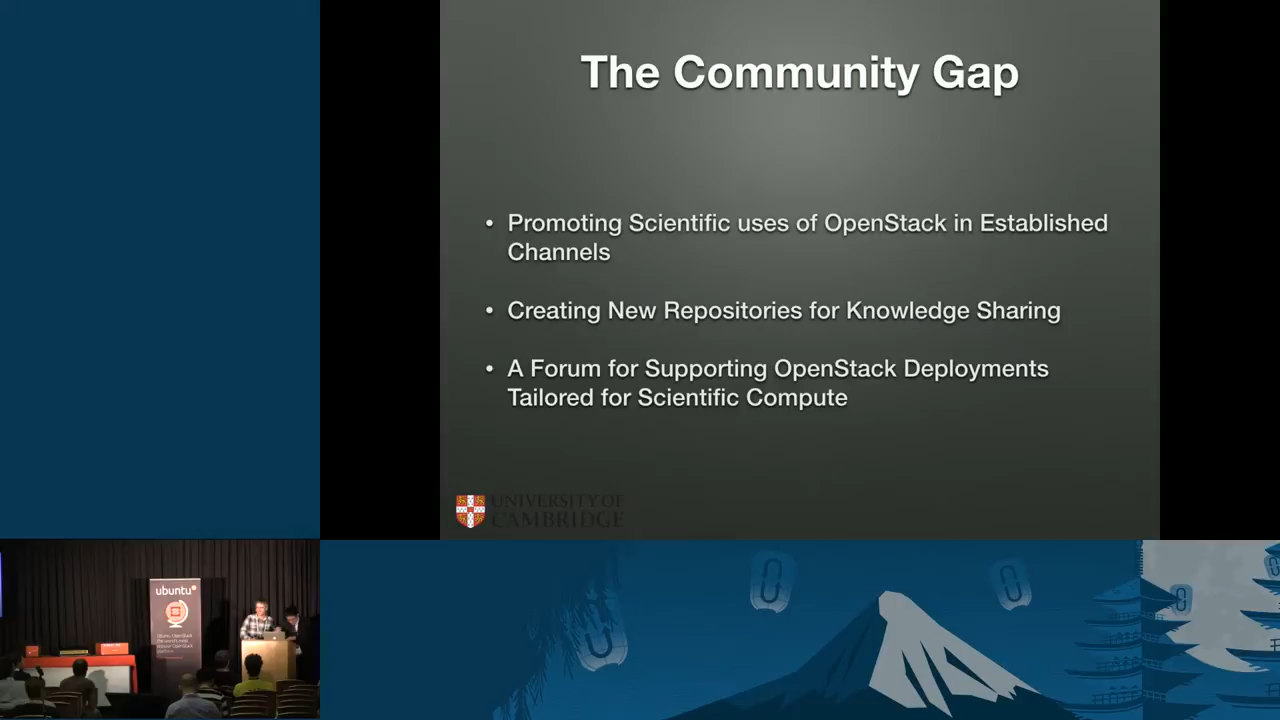 The Community Gap
• Promoting Scientific uses of OpenStack in Established
Channels
• Creating New Repositories for Knowledge Sharing
• A Forum for Supporting OpenStack Deployments
Tailored for Scientific Compute
UNIVERSITY OF
CAMBRIDGE
ubuntu